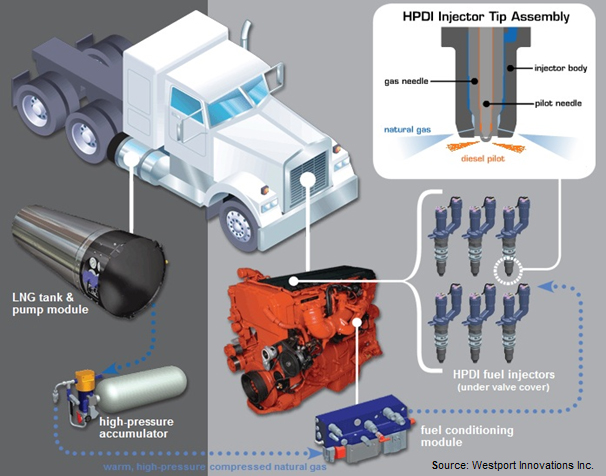 HPDI Injector Tip Assembly
injector body
gas needle
pilot needle
natural gas
diesel pilot
LNG tank &
pump module
HPDI fuel injectors
(under valve cover)
high-pressure
accumulator
fuel conditioning
module
warm, high-pressure compressed natural gas
Source: Westport Innovations Inc.